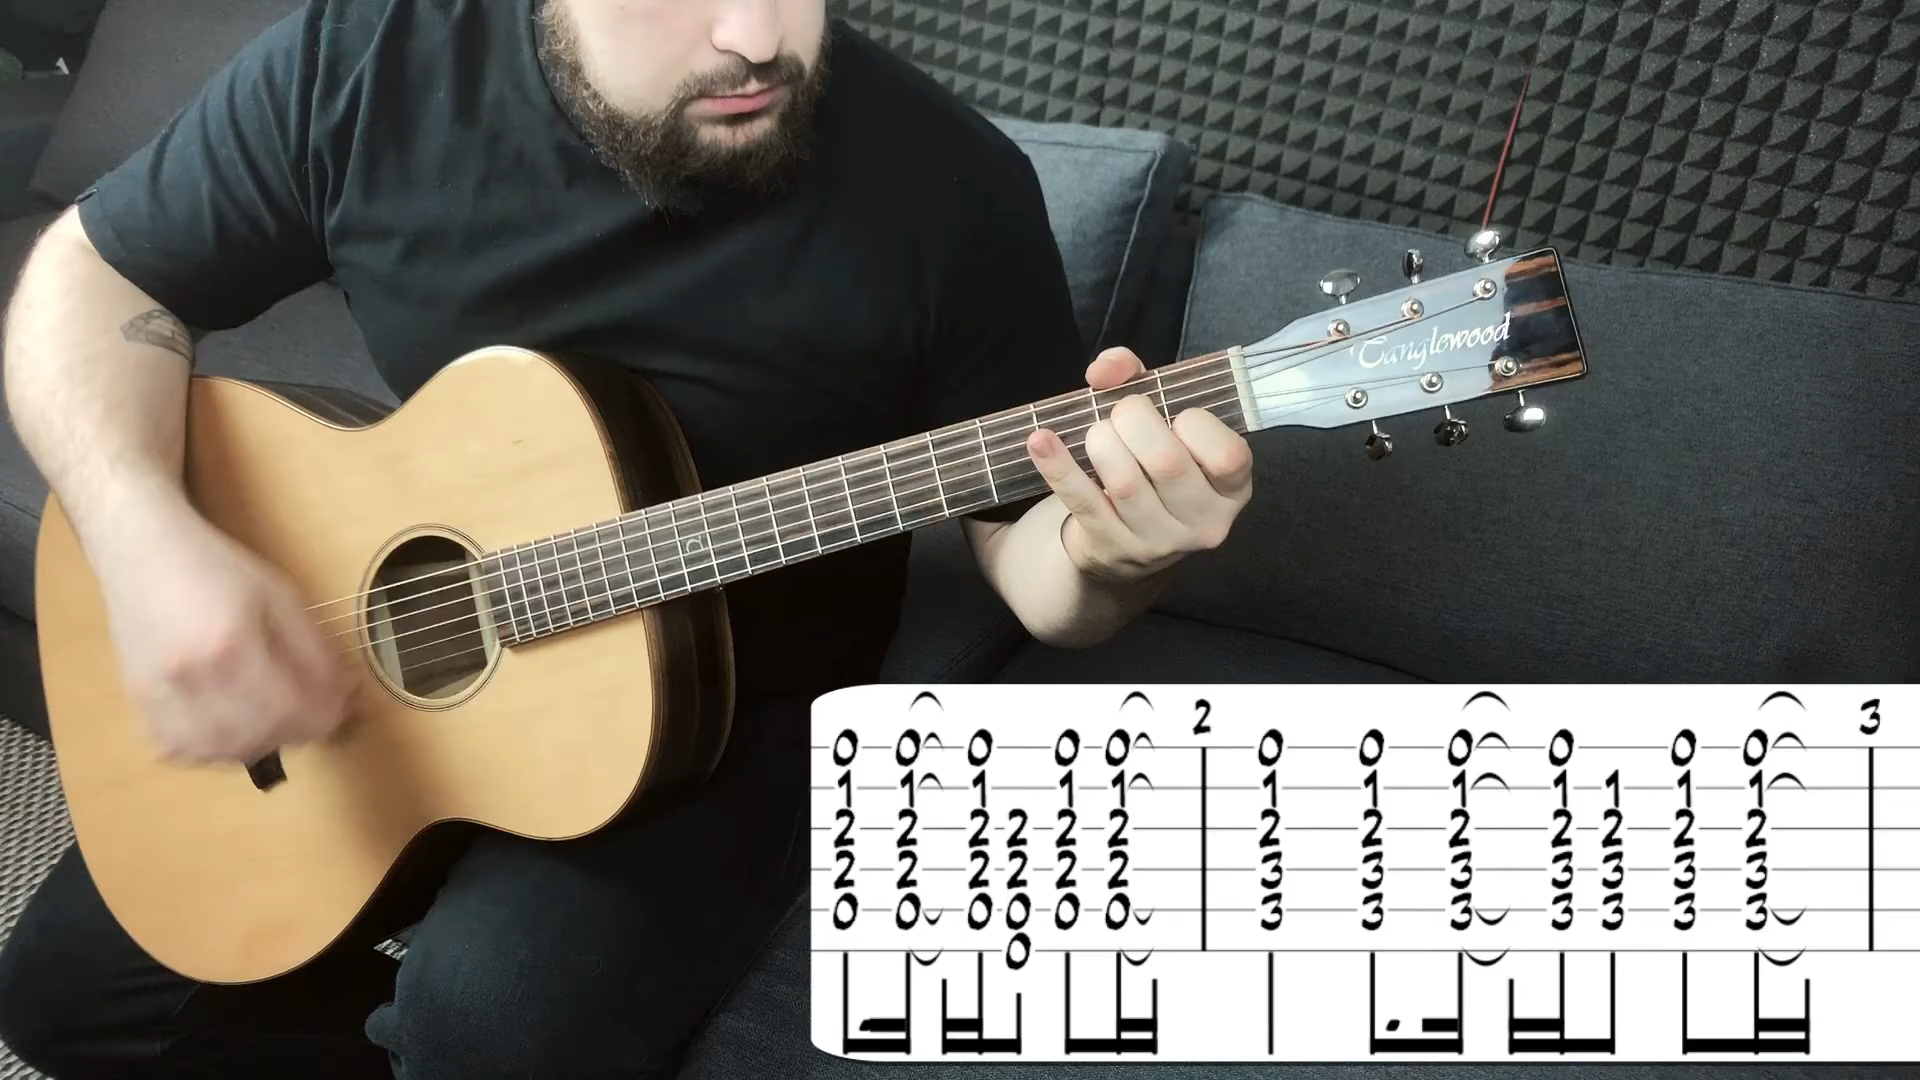 Tanglewood
2 3
0 0 0 0 0 0 0 0 0 0 0
1 1 1 1 1 1 1 1 1 1 1 1
2 2 2 2 2 2 2 2 2 2 2 2 2
2 2 2 2 2 2 3 3 3 3 3 3 3
0 0 0 0 0 0 3 3 3 3 3 3 3
0